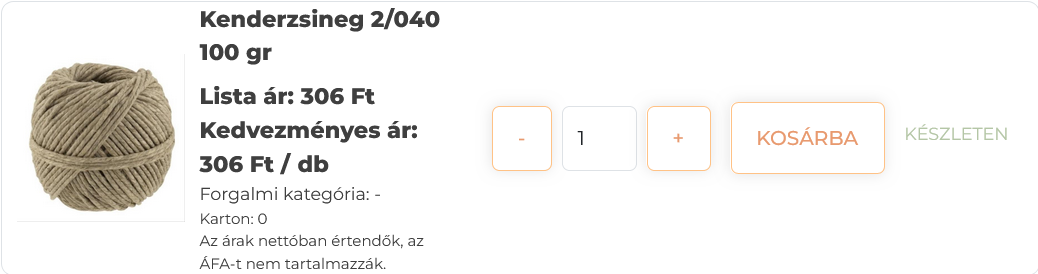 Kenderzsineg 2/040
100 gr
Lista ár: 306 Ft
Kedvezményes ár:
306 Ft / db
Forgalmi kategória: -
Karton: 0
Az árak nettóban értendők, az
ÁFA-t nem tartalmazzák.
- 1 + KOSÁRBA KÉSZLETEN